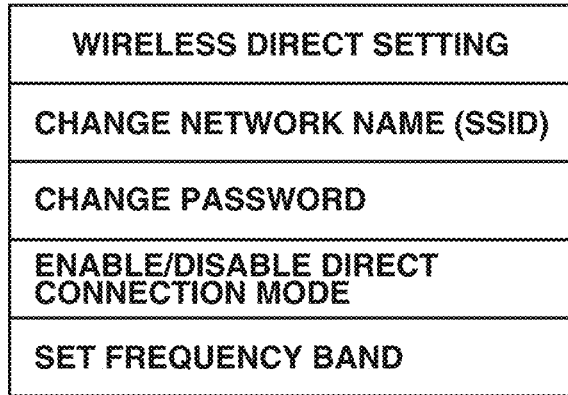 WIRELESS DIRECT SETTING
CHANGE NETWORK NAME (SSID)
CHANGE PASSWORD
ENABLE/DISABLE DIRECT
CONNECTION MODE
SET FREQUENCY BAND